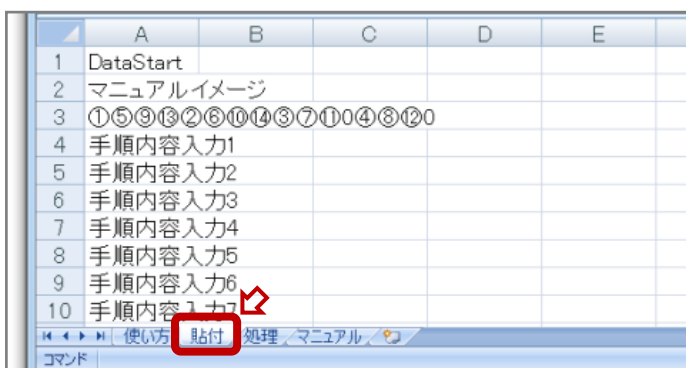 A B C D E
1 DataStart
2 マニュアルイメージ
3 ①⑤⑨⑬②⑥⑩⑭③⑦⑪0④⑧⑫0
4 手順内容入力1
5 手順内容入力2
6 手順内容入力3
7 手順内容入力4
8 手順内容入力5
9 手順内容入力6
10 手順内容入力7
使い方 貼付 処理 マニュアル
コマンド